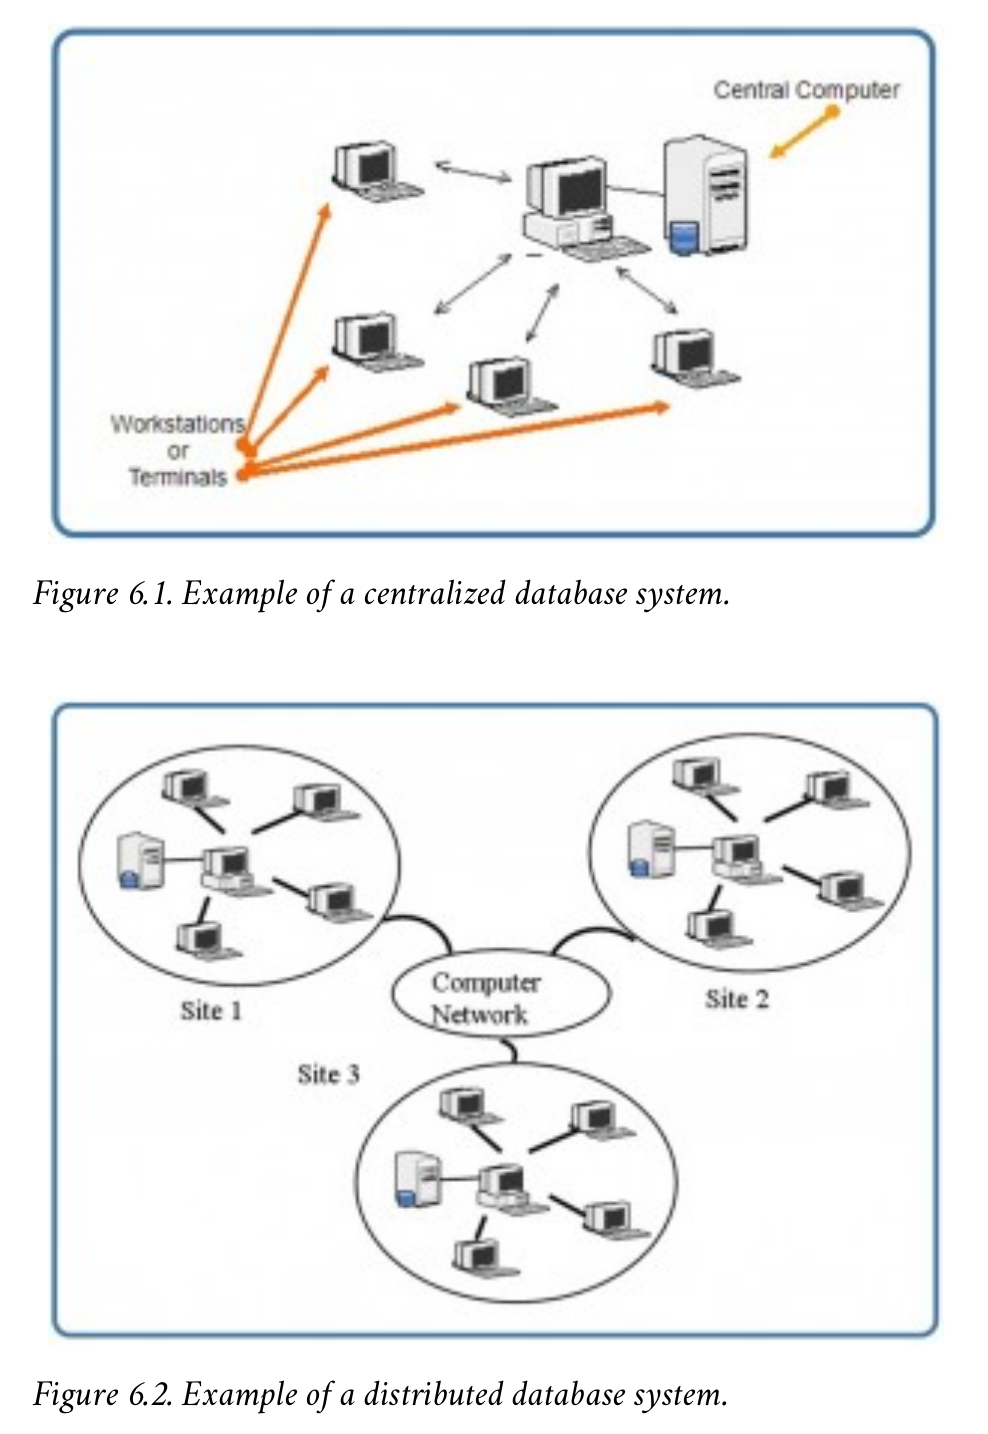 Central Computer
Workstations
or
Terminals
Figure 6.1. Example of a centralized database system.
Computer
Network
Site 1
Site 2
Site 3
Figure 6.2. Example of a distributed database system.